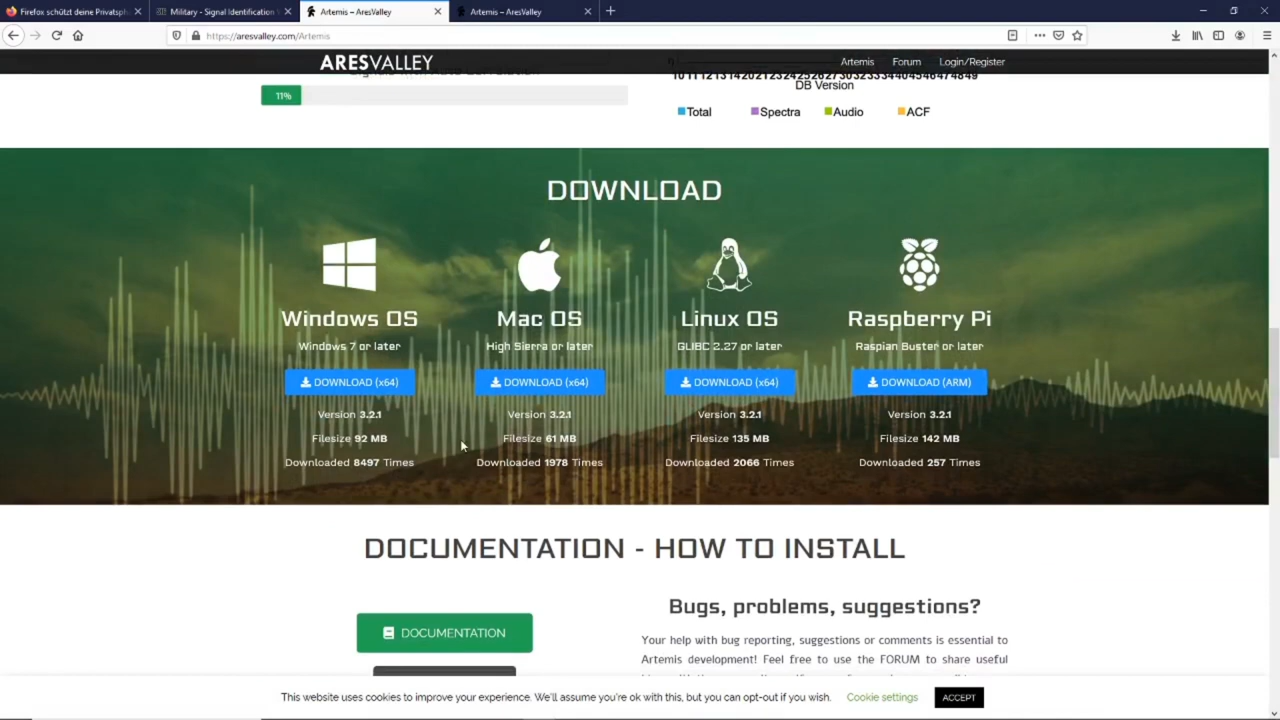 Firefox schützt deine Privatsph
Military - Signal Identification
Artemis – AresValley
Artemis – AresValley
https://aresvalley.com/Artemis
ARESVALLEY
Artemis
Forum
Login/Register
11%
DB Version
Total
Spectra
Audio
ACF
DOWNLOAD
Windows OS
Windows 7 or later
DOWNLOAD (x64)
Version 3.2.1
Filesize 92 MB
Downloaded 8497 Times
Mac OS
High Sierra or later
DOWNLOAD (x64)
Version 3.2.1
Filesize 61 MB
Downloaded 1978 Times
Linux OS
GLIBC 2.27 or later
DOWNLOAD (x64)
Version 3.2.1
Filesize 135 MB
Downloaded 2066 Times
Raspberry Pi
Raspian Buster or later
DOWNLOAD (ARM)
Version 3.2.1
Filesize 142 MB
Downloaded 257 Times
DOCUMENTATION - HOW TO INSTALL
DOCUMENTATION
Bugs, problems, suggestions?
Your help with bug reporting, suggestions or comments is essential to
Artemis development! Feel free to use the FORUM to share useful
This website uses cookies to improve your experience. We'll assume you're ok with this, but you can opt-out if you wish.
Cookie settings
ACCEPT